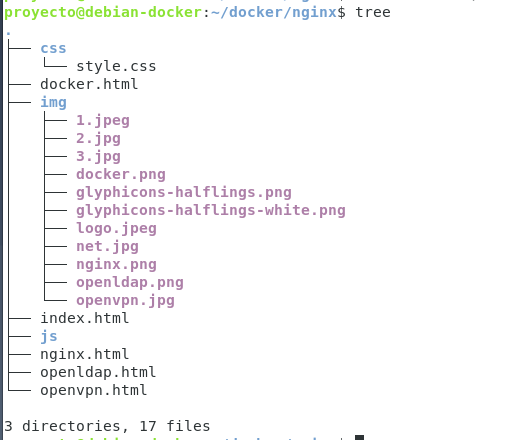 proyecto@debian-docker:~/docker/nginx$ tree
.
├── css
│   └── style.css
├── docker.html
├── img
│   ├── 1.jpeg
│   ├── 2.jpg
│   ├── 3.jpg
│   ├── docker.png
│   ├── glyphicons-halflings.png
│   ├── glyphicons-halflings-white.png
│   ├── logo.jpeg
│   ├── net.jpg
│   ├── nginx.png
│   ├── openldap.png
│   └── openvpn.jpg
├── index.html
├── js
├── nginx.html
├── openldap.html
└── openvpn.html
3 directories, 17 files